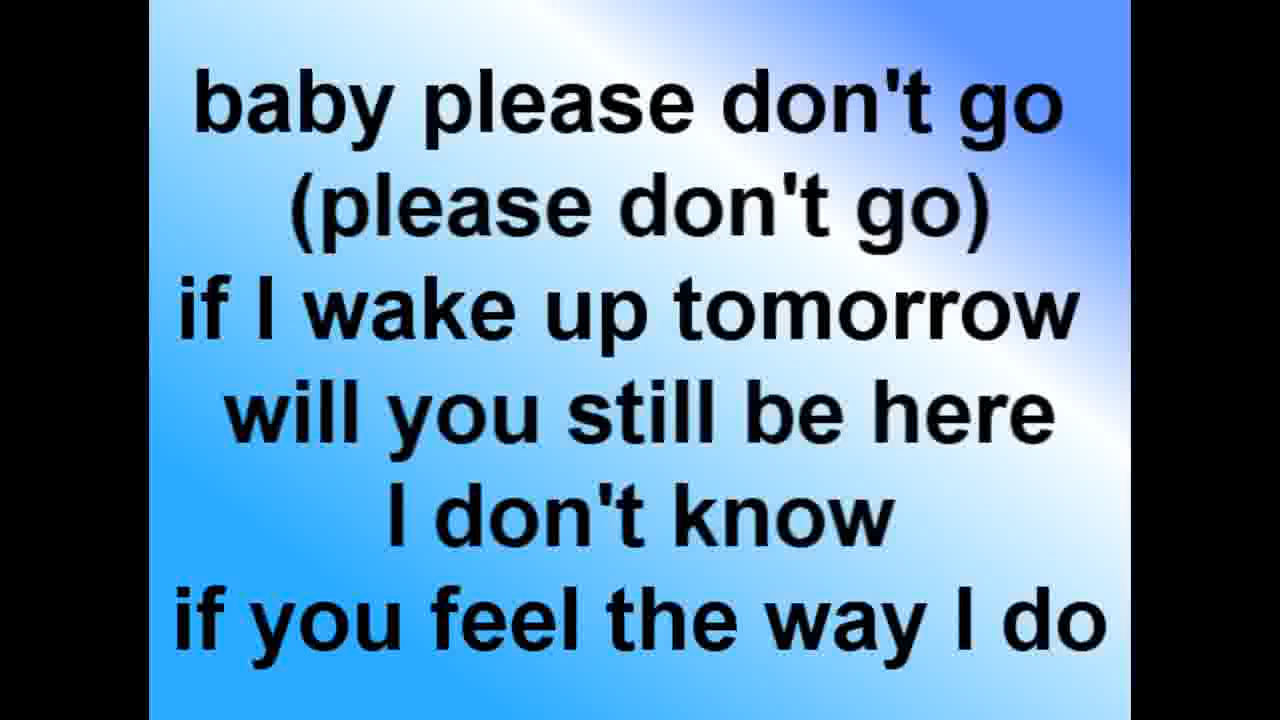 baby please don't go
(please don't go)
if I wake up tomorrow
will you still be here
I don't know
if you feel the way I do